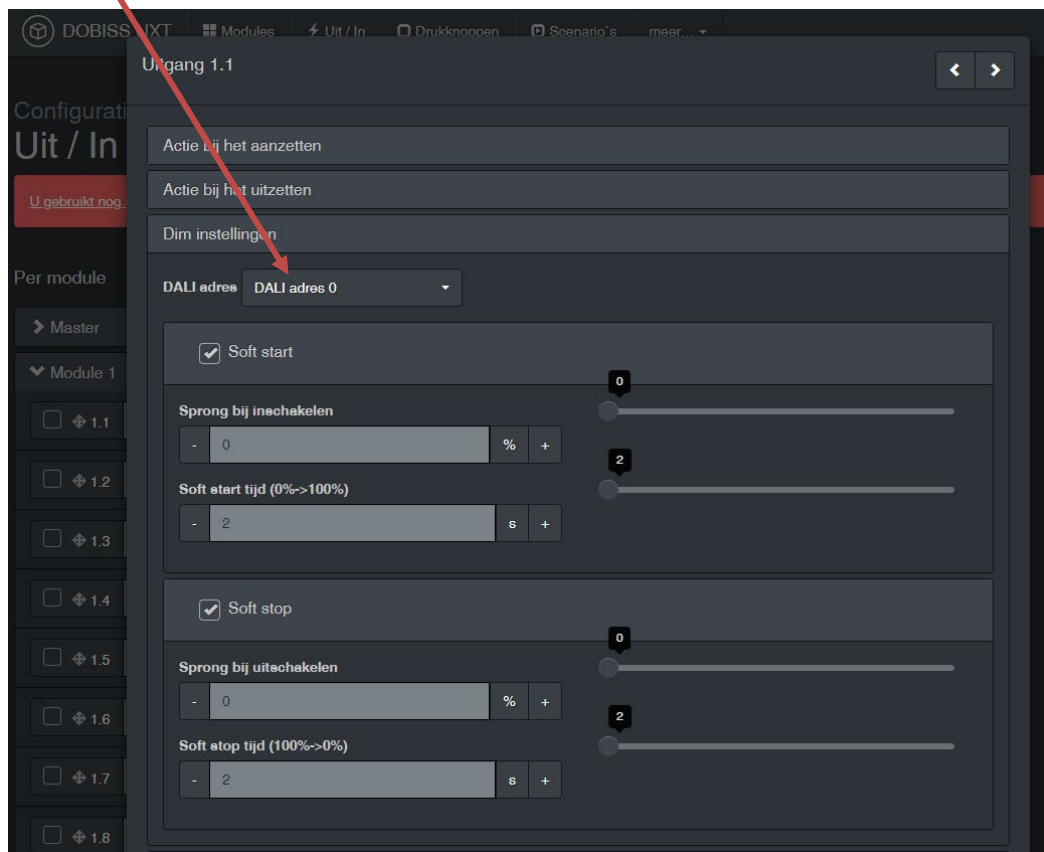 DOBISS NXT Modules Uit / In Drukknoppen Scenario`s meer...
Uitgang 1.1
Configurati
Uit / In
Actie bij het aanzetten
Actie bij het uitzetten
U gebruikt nog
Dim instellingen
Per module
DALI adres DALI adres 0
Master
Soft start
Module 1
0
Sprong bij inschakelen
1.1
- 0 % +
2
1.2
Soft start tijd (0%->100%)
- 2 s +
1.3
1.4
Soft stop
0
1.5
Sprong bij uitschakelen
- 0 % +
1.6
2
Soft stop tijd (100%->0%)
1.7
- 2 s +
1.8